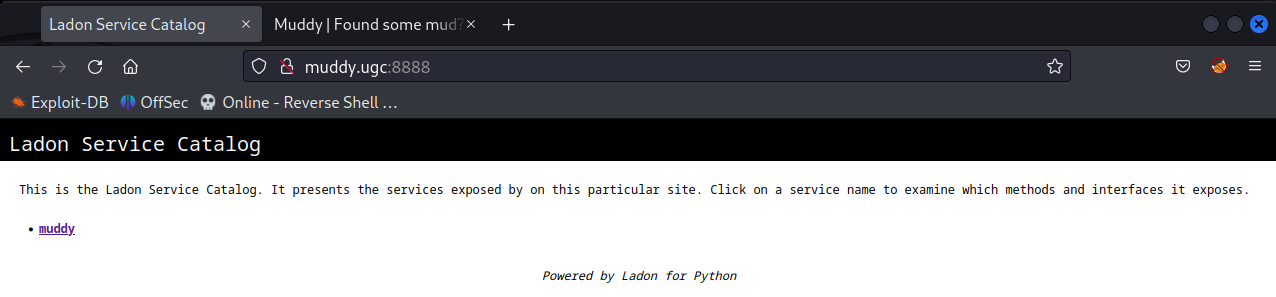 Ladon Service Catalog
Muddy | Found some mud?
muddy.ugc:8888
Exploit-DB OffSec Online - Reverse Shell ...
Ladon Service Catalog
This is the Ladon Service Catalog. It presents the services exposed by on this particular site. Click on a service name to examine which methods and interfaces it exposes.
• muddy
Powered by Ladon for Python